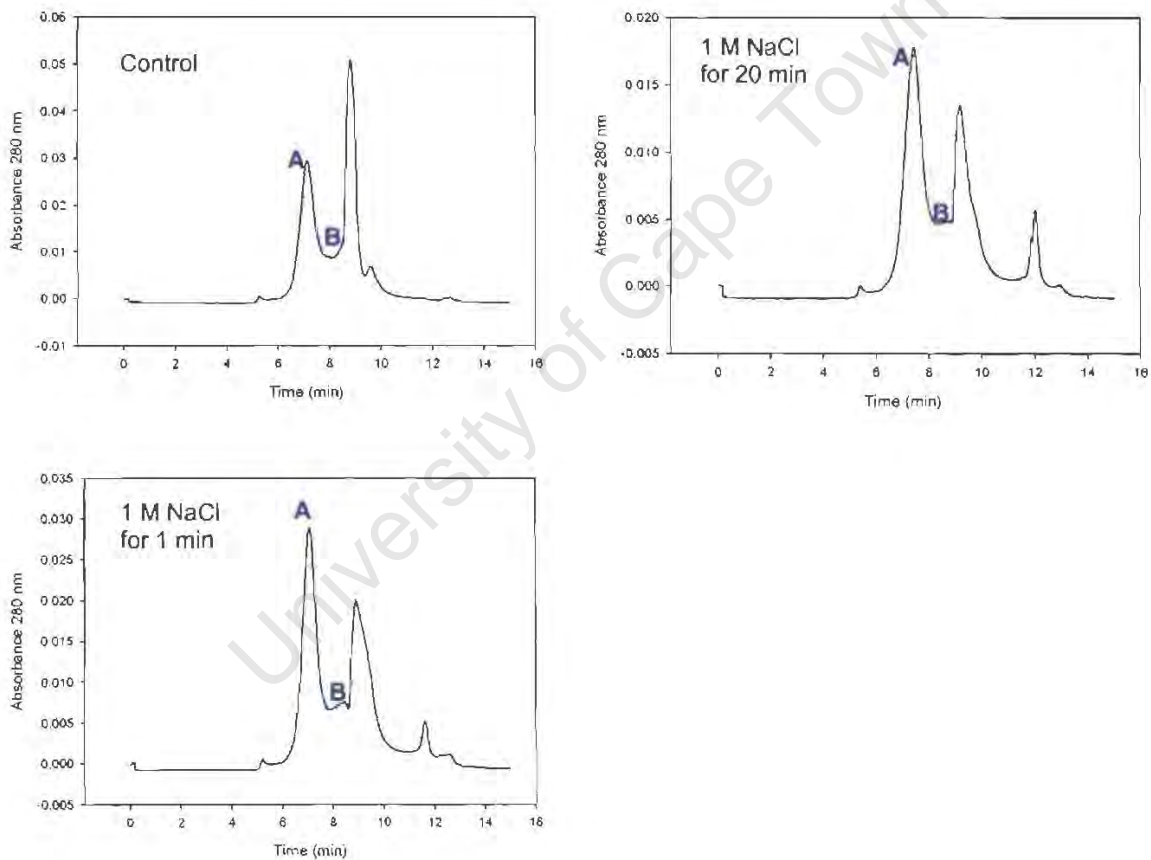 0.06
0.05
0.04
0.03
0.02
0.01
0.00
-0.01
Absorbance 280 nm
Control
A
B
0 2 4 6 8 10 12 14 16
Time (min)
0.020
0.015
0.010
0.005
0.000
-0.005
Absorbance 280 nm
1 M NaCl
for 20 min
A
B
0 2 4 6 8 10 12 14 16
Time (min)
0.035
0.030
0.025
0.020
0.015
0.010
0.005
0.000
-0.005
Absorbance 280 nm
1 M NaCl
for 1 min
A
B
0 2 4 6 8 10 12 14 16
Time (min)
University of Cape Town